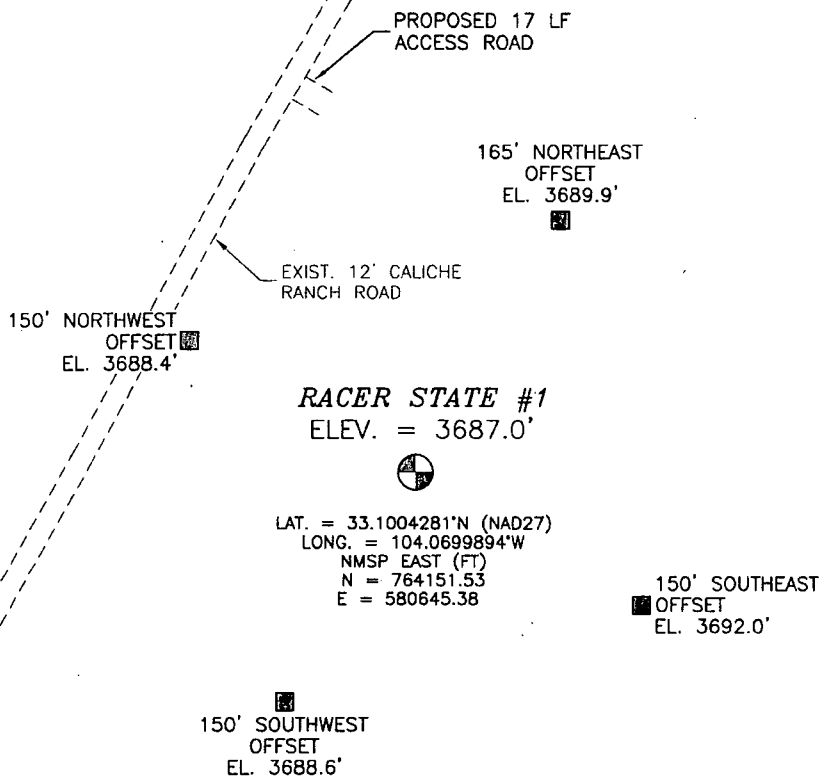 PROPOSED 17 LF
ACCESS ROAD
165' NORTHEAST
OFFSET
EL. 3689.9'
EXIST. 12' CALICHE
RANCH ROAD
150' NORTHWEST
OFFSET
EL. 3688.4'
RACER STATE #1
ELEV. = 3687.0'
LAT. = 33.1004281°N (NAD27)
LONG. = 104.0699894°W
NMSP EAST (FT)
N = 764151.53
E = 580645.38
150' SOUTHEAST
OFFSET
EL. 3692.0'
150' SOUTHWEST
OFFSET
EL. 3688.6'